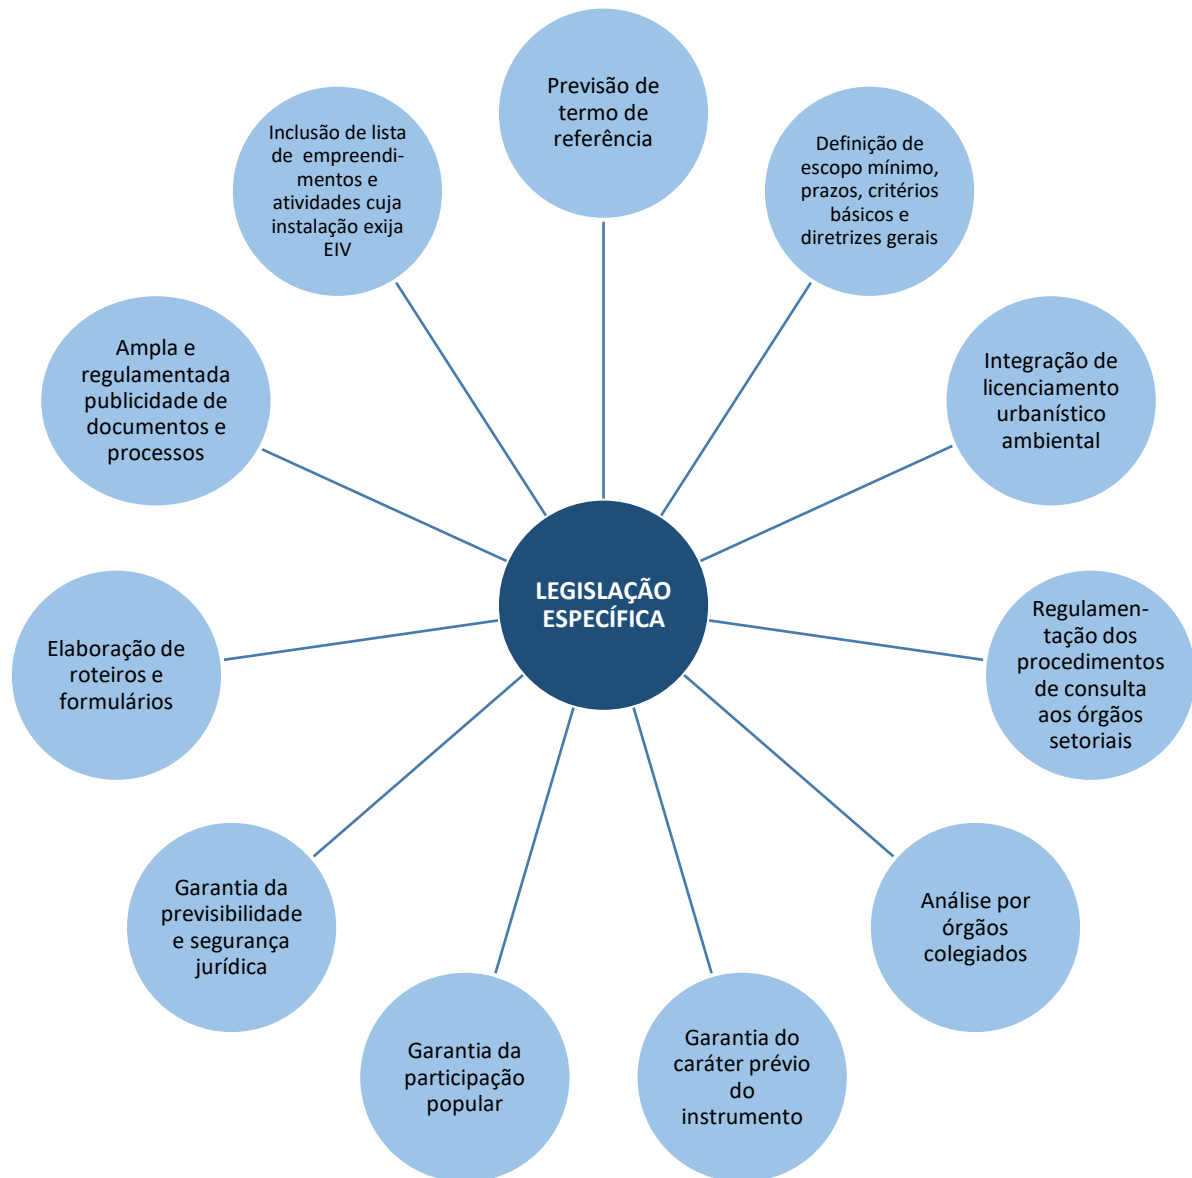 Previsão de
termo de
referência
Definição de
escopo mínimo,
prazos, critérios
básicos e
diretrizes gerais
Integração de
licenciamento
urbanístico
ambiental
Regulamen-
tação dos
procedimentos
de consulta
aos órgãos
setoriais
Análise por
órgãos
colegiados
Garantia do
caráter prévio
do
instrumento
Garantia da
participação
popular
Garantia da
previsibilidade
e segurança
jurídica
Elaboração de
roteiros e
formulários
Ampla e
regulamentada
publicidade de
documentos e
processos
Inclusão de lista
de empreendi-
mentos e
atividades cuja
instalação exija
EIV
LEGISLAÇÃO
ESPECÍFICA